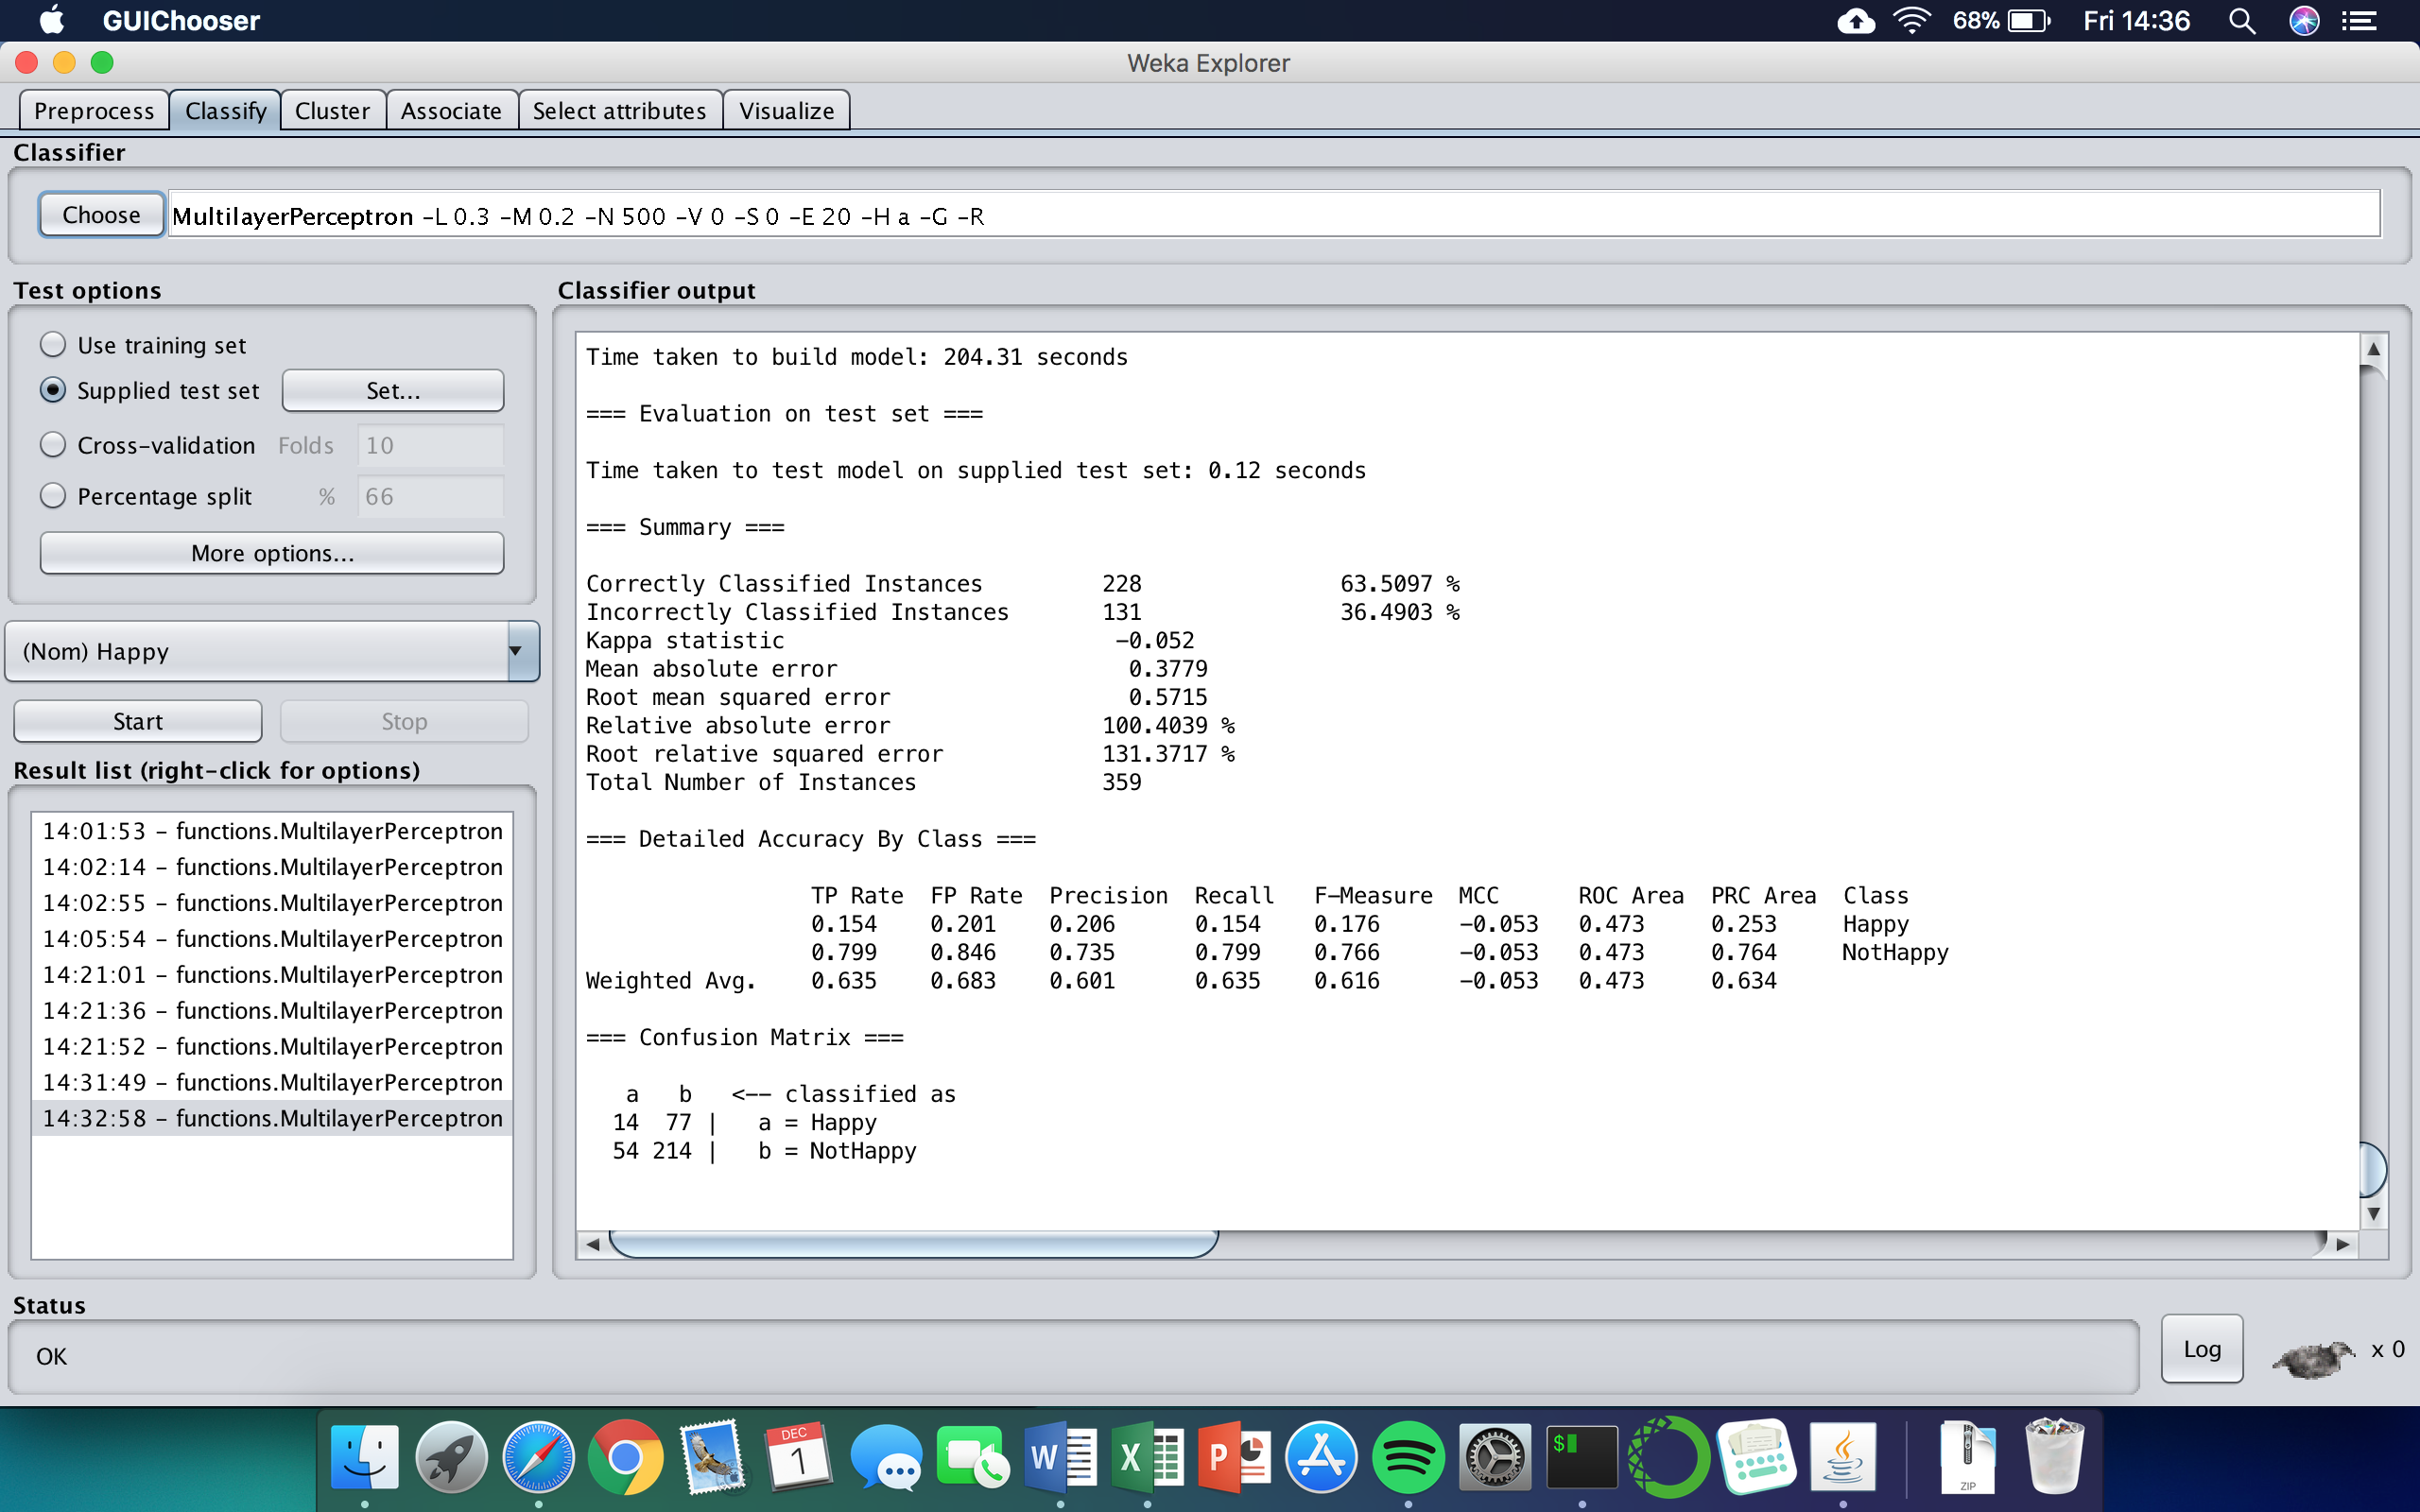 GUIChooser 68% Fri 14:36
Weka Explorer
Preprocess Classify Cluster Associate Select attributes Visualize
Classifier
Choose MultilayerPerceptron -L 0.3 -M 0.2 -N 500 -V 0 -S 0 -E 20 -H a -G -R
Test options
Use training set
Supplied test set Set...
Cross-validation Folds 10
Percentage split % 66
More options...
(Nom) Happy
Start Stop
Result list (right-click for options)
14:01:53 - functions.MultilayerPerceptron
14:02:14 - functions.MultilayerPerceptron
14:02:55 - functions.MultilayerPerceptron
14:05:54 - functions.MultilayerPerceptron
14:21:01 - functions.MultilayerPerceptron
14:21:36 - functions.MultilayerPerceptron
14:21:52 - functions.MultilayerPerceptron
14:31:49 - functions.MultilayerPerceptron
14:32:58 - functions.MultilayerPerceptron
Classifier output
Time taken to build model: 204.31 seconds
=== Evaluation on test set ===
Time taken to test model on supplied test set: 0.12 seconds
=== Summary ===
Correctly Classified Instances 228 63.5097 %
Incorrectly Classified Instances 131 36.4903 %
Kappa statistic -0.052
Mean absolute error 0.3779
Root mean squared error 0.5715
Relative absolute error 100.4039 %
Root relative squared error 131.3717 %
Total Number of Instances 359
=== Detailed Accuracy By Class ===
TP Rate FP Rate Precision Recall F-Measure MCC ROC Area PRC Area Class
0.154 0.201 0.206 0.154 0.176 -0.053 0.473 0.253 Happy
0.799 0.846 0.735 0.799 0.766 -0.053 0.473 0.764 NotHappy
Weighted Avg. 0.635 0.683 0.601 0.635 0.616 -0.053 0.473 0.634
=== Confusion Matrix ===
a b <-- classified as
14 77 | a = Happy
54 214 | b = NotHappy
Status
OK
Log x 0
DEC
1
W
X
P
$
ZIP